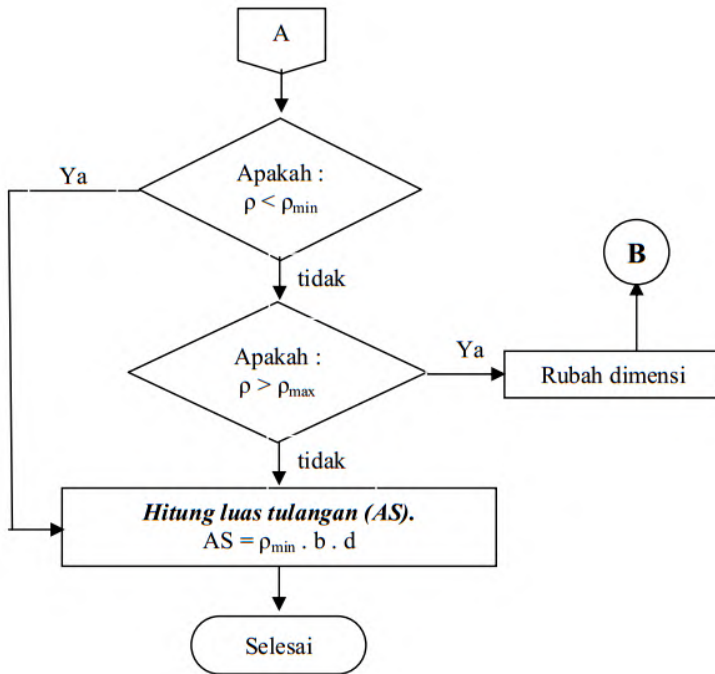 A
Apakah :
ρ < ρmin
Ya
tidak
B
Apakah :
ρ > ρmax
Ya
Rubah dimensi
tidak
Hitung luas tulangan (AS).
AS = ρmin . b . d
Selesai